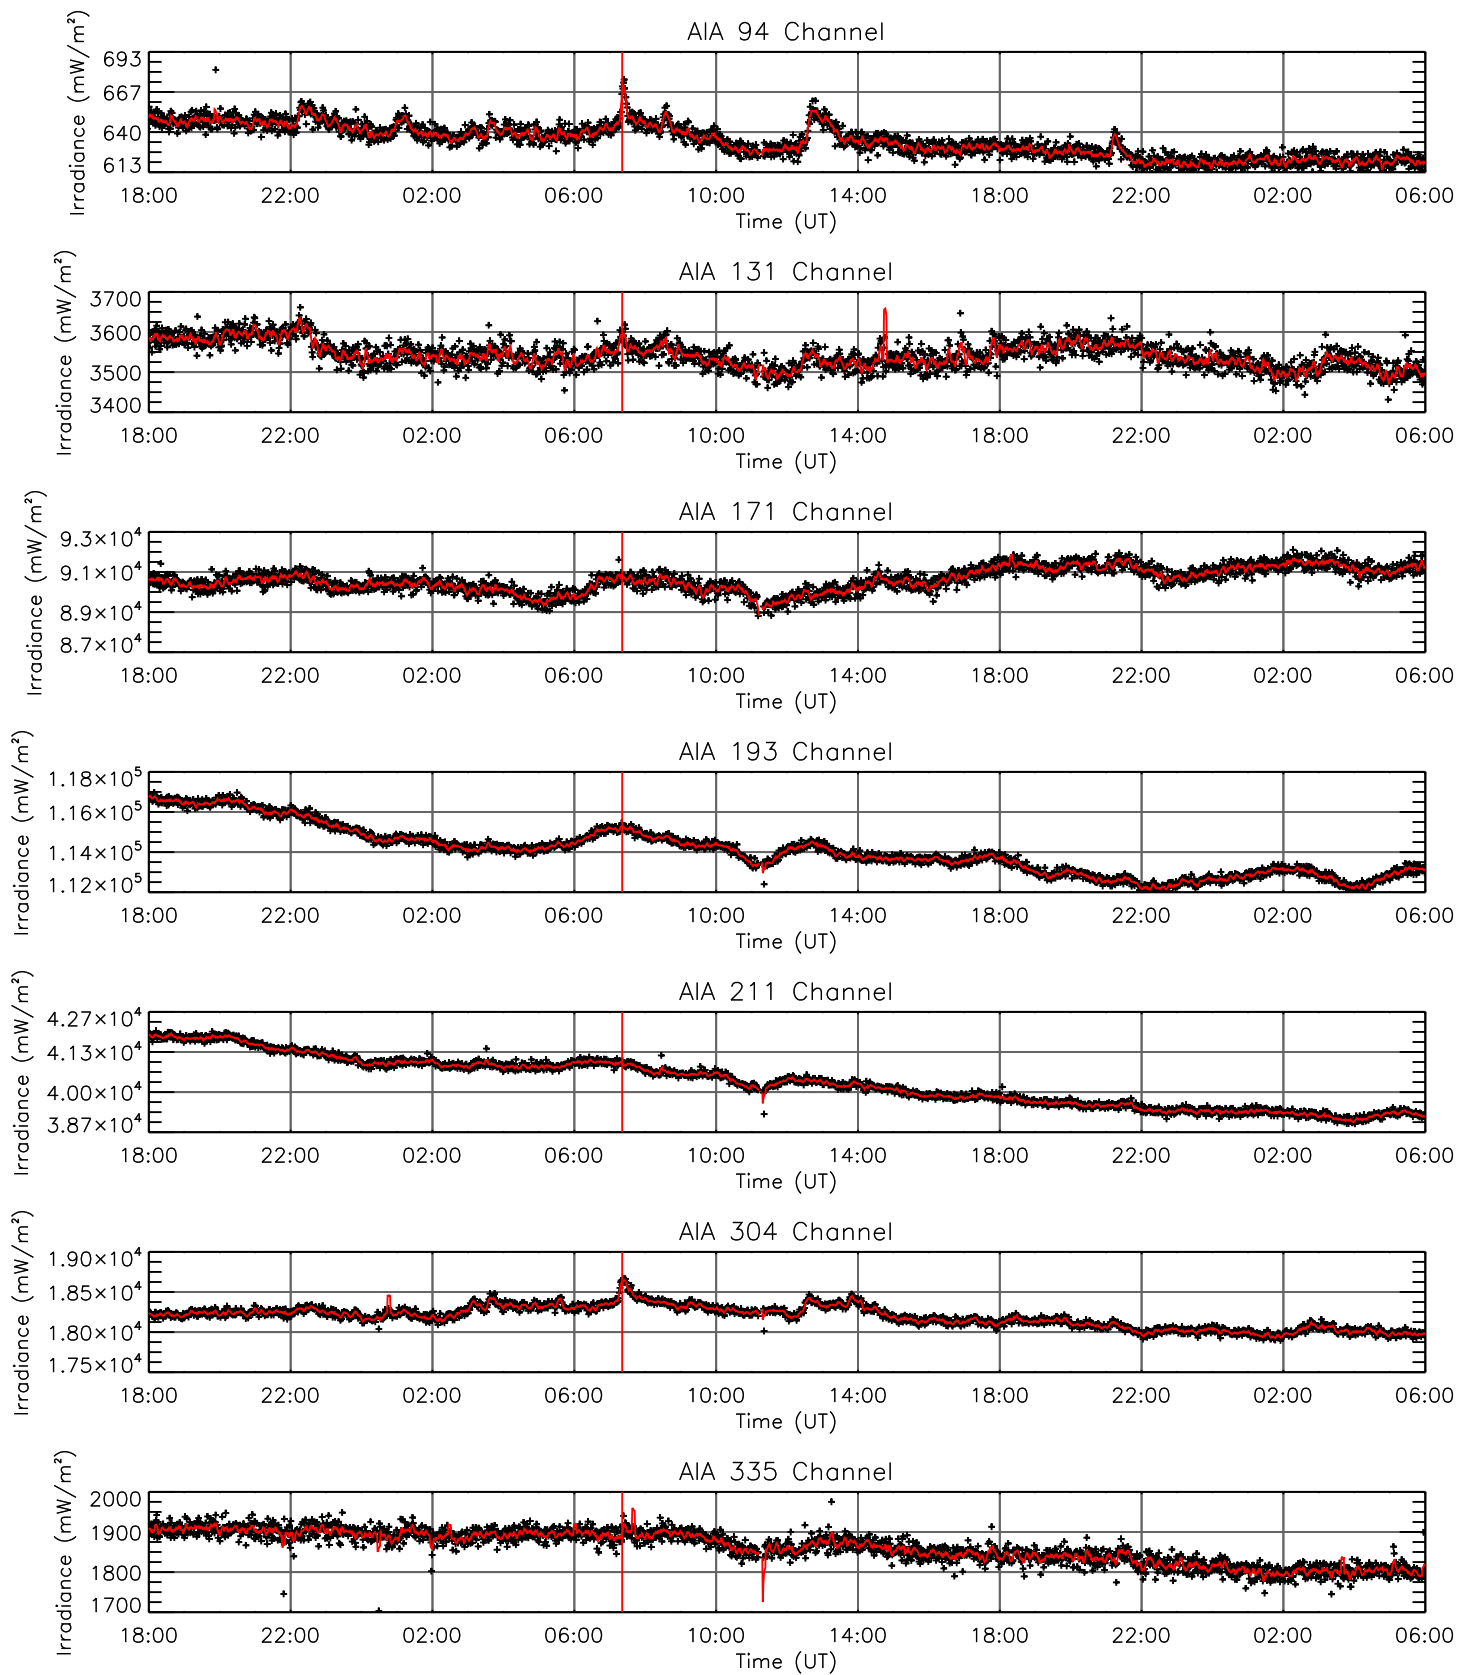 AIA 94 Channel
Irradiance (mW/m²)
693
667
640
613
18:00 22:00 02:00 06:00 10:00 14:00 18:00 22:00 02:00 06:00
Time (UT)
AIA 131 Channel
Irradiance (mW/m²)
3700
3600
3500
3400
18:00 22:00 02:00 06:00 10:00 14:00 18:00 22:00 02:00 06:00
Time (UT)
AIA 171 Channel
Irradiance (mW/m²)
9.3×10⁴
9.1×10⁴
8.9×10⁴
8.7×10⁴
18:00 22:00 02:00 06:00 10:00 14:00 18:00 22:00 02:00 06:00
Time (UT)
AIA 193 Channel
Irradiance (mW/m²)
1.18×10⁵
1.16×10⁵
1.14×10⁵
1.12×10⁵
18:00 22:00 02:00 06:00 10:00 14:00 18:00 22:00 02:00 06:00
Time (UT)
AIA 211 Channel
Irradiance (mW/m²)
4.27×10⁴
4.13×10⁴
4.00×10⁴
3.87×10⁴
18:00 22:00 02:00 06:00 10:00 14:00 18:00 22:00 02:00 06:00
Time (UT)
AIA 304 Channel
Irradiance (mW/m²)
1.90×10⁴
1.85×10⁴
1.80×10⁴
1.75×10⁴
18:00 22:00 02:00 06:00 10:00 14:00 18:00 22:00 02:00 06:00
Time (UT)
AIA 335 Channel
Irradiance (mW/m²)
2000
1900
1800
1700
18:00 22:00 02:00 06:00 10:00 14:00 18:00 22:00 02:00 06:00
Time (UT)